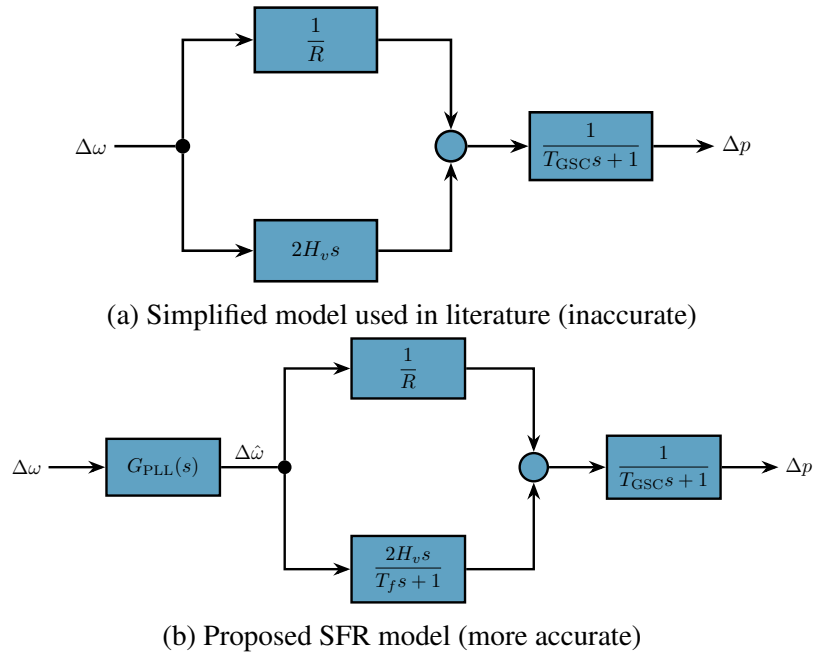 1/R
Δω
1/(T_GSC s + 1)
Δp
2H_v s
(a) Simplified model used in literature (inaccurate)
1/R
Δω
G_PLL(s)
Δω̂
1/(T_GSC s + 1)
Δp
2H_v s/(T_f s + 1)
(b) Proposed SFR model (more accurate)